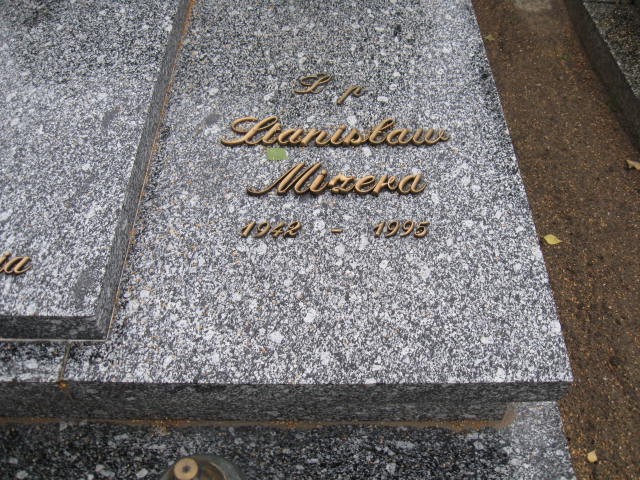 Ś p
Stanisław
Mizera
1942 - 1995